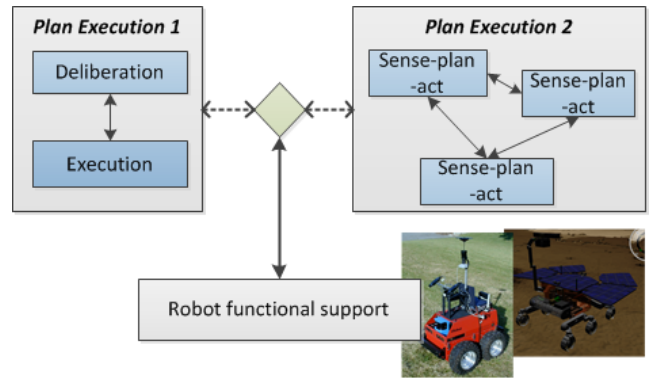 Plan Execution 1
Deliberation
Execution
Plan Execution 2
Sense-plan
-act
Sense-plan
-act
Sense-plan
-act
Robot functional support